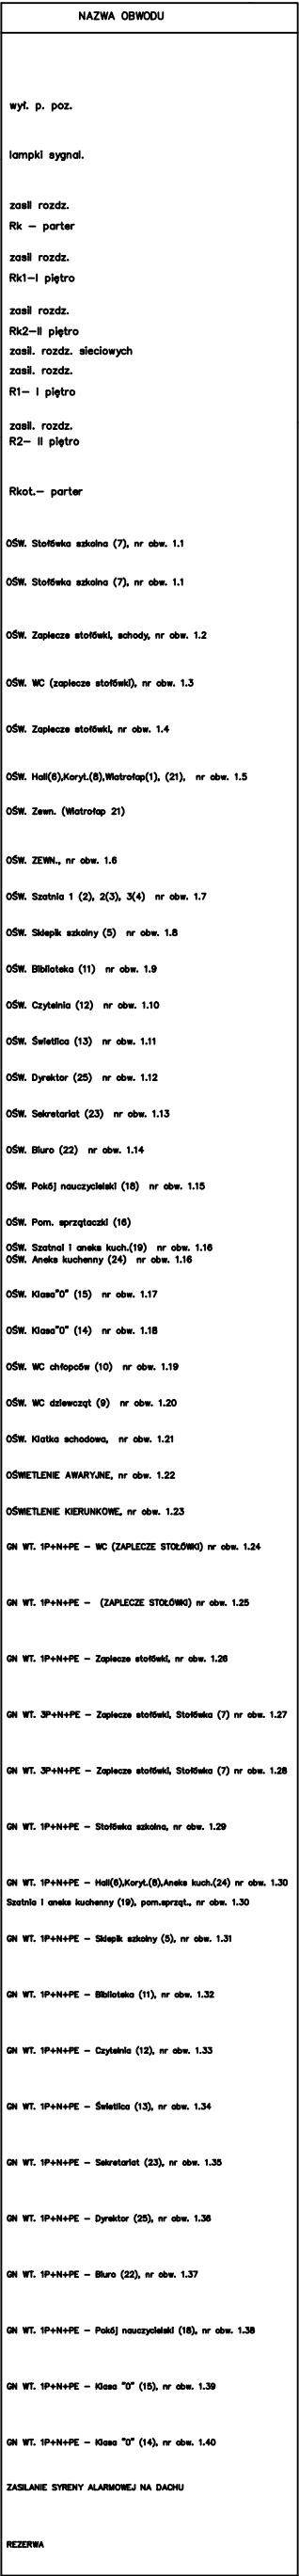 NAZWA OBWODU
wył. p. poz.
lampki sygnal.
zasil rozdz.
Rk – parter
zasil rozdz.
Rk1–I piętro
zasil rozdz.
Rk2–II piętro
zasil. rozdz. sieciowych
zasil. rozdz.
R1– I piętro
zasil. rozdz.
R2– II piętro
Rkot.– parter
OŚW. Stołówka szkolna (7), nr obw. 1.1
OŚW. Stołówka szkolna (7), nr obw. 1.1
OŚW. Zaplecze stołówki, schody, nr obw. 1.2
OŚW. WC (zaplecze stołówki), nr obw. 1.3
OŚW. Zaplecze stołówki, nr obw. 1.4
OŚW. Hall(6),Koryt.(8),Wiatrołap(1), (21), nr obw. 1.5
OŚW. Zewn. (Wiatrołap 21)
OŚW. ZEWN., nr obw. 1.6
OŚW. Szatnia 1 (2), 2(3), 3(4) nr obw. 1.7
OŚW. Sklepik szkolny (5) nr obw. 1.8
OŚW. Biblioteka (11) nr obw. 1.9
OŚW. Czytelnia (12) nr obw. 1.10
OŚW. Świetlica (13) nr obw. 1.11
OŚW. Dyrektor (25) nr obw. 1.12
OŚW. Sekretariat (23) nr obw. 1.13
OŚW. Biuro (22) nr obw. 1.14
OŚW. Pokój nauczycielski (18) nr obw. 1.15
OŚW. Pom. sprzątaczki (16)
OŚW. Szatnai i aneks kuch.(19) nr obw. 1.16
OŚW. Aneks kuchenny (24) nr obw. 1.16
OŚW. Klasa"0" (15) nr obw. 1.17
OŚW. Klasa"0" (14) nr obw. 1.18
OŚW. WC chłopców (10) nr obw. 1.19
OŚW. WC dziewcząt (9) nr obw. 1.20
OŚW. Klatka schodowa, nr obw. 1.21
OŚWIETLENIE AWARYJNE, nr obw. 1.22
OŚWIETLENIE KIERUNKOWE, nr obw. 1.23
GN WT. 1P+N+PE – WC (ZAPLECZE STOŁÓWKI) nr obw. 1.24
GN WT. 1P+N+PE – (ZAPLECZE STOŁÓWKI) nr obw. 1.25
GN WT. 1P+N+PE – Zaplecze stołówki, nr obw. 1.26
GN WT. 3P+N+PE – Zaplecze stołówki, Stołówka (7) nr obw. 1.27
GN WT. 3P+N+PE – Zaplecze stołówki, Stołówka (7) nr obw. 1.28
GN WT. 1P+N+PE – Stołówka szkolna, nr obw. 1.29
GN WT. 1P+N+PE – Hall(6),Koryt.(8),Aneks kuch.(24) nr obw. 1.30
Szatnia i aneks kuchenny (19), pom.sprząt., nr obw. 1.30
GN WT. 1P+N+PE – Sklepik szkolny (5), nr obw. 1.31
GN WT. 1P+N+PE – Biblioteka (11), nr obw. 1.32
GN WT. 1P+N+PE – Czytelnia (12), nr obw. 1.33
GN WT. 1P+N+PE – Świetlica (13), nr obw. 1.34
GN WT. 1P+N+PE – Sekretariat (23), nr obw. 1.35
GN WT. 1P+N+PE – Dyrektor (25), nr obw. 1.36
GN WT. 1P+N+PE – Biuro (22), nr obw. 1.37
GN WT. 1P+N+PE – Pokój nauczycielski (18), nr obw. 1.38
GN WT. 1P+N+PE – Klasa "0" (15), nr obw. 1.39
GN WT. 1P+N+PE – Klasa "0" (14), nr obw. 1.40
ZASILANIE SYRENY ALARMOWEJ NA DACHU
REZERWA